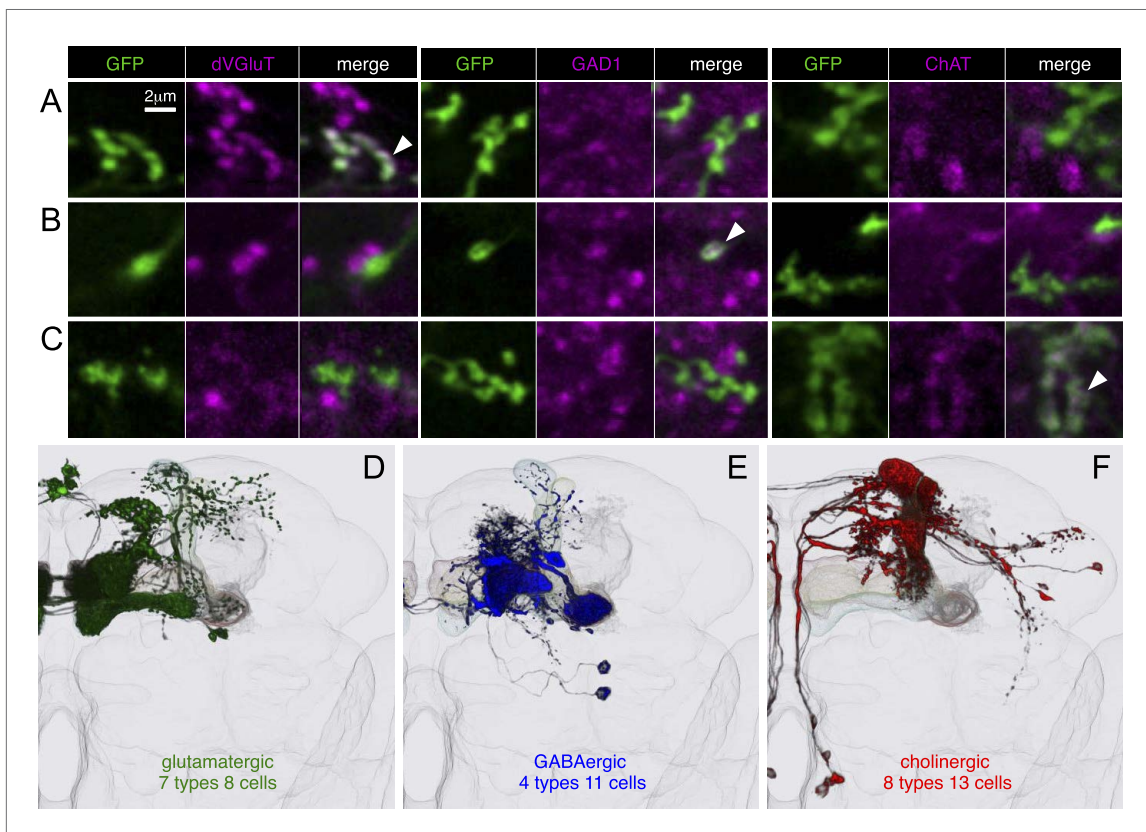 GFP dVGluT merge GFP GAD1 merge GFP ChAT merge
A 2μm
B
C
D E F
glutamatergic GABAergic cholinergic
7 types 8 cells 4 types 11 cells 8 types 13 cells